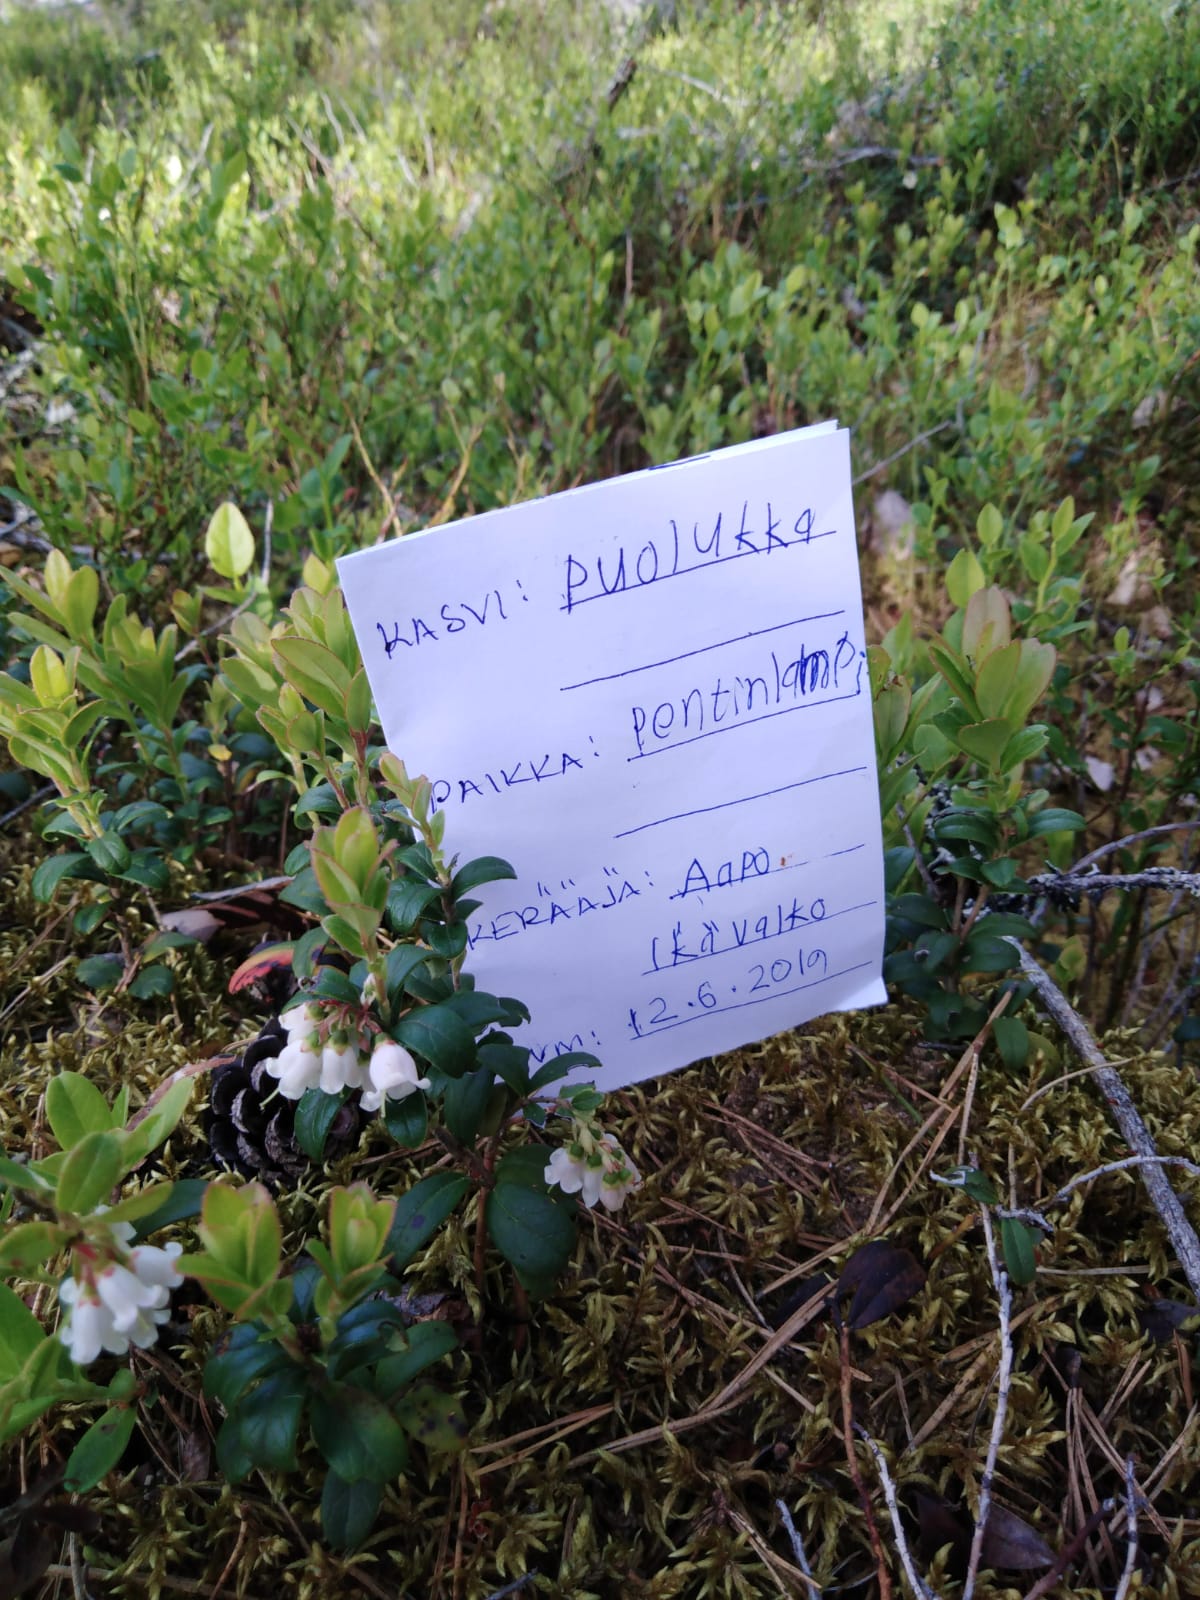 KASVI: puolukka
PAIKKA: pentinlampi
KERÄÄJÄ: Aapo
Ikävalko
VM: 12.6.2019